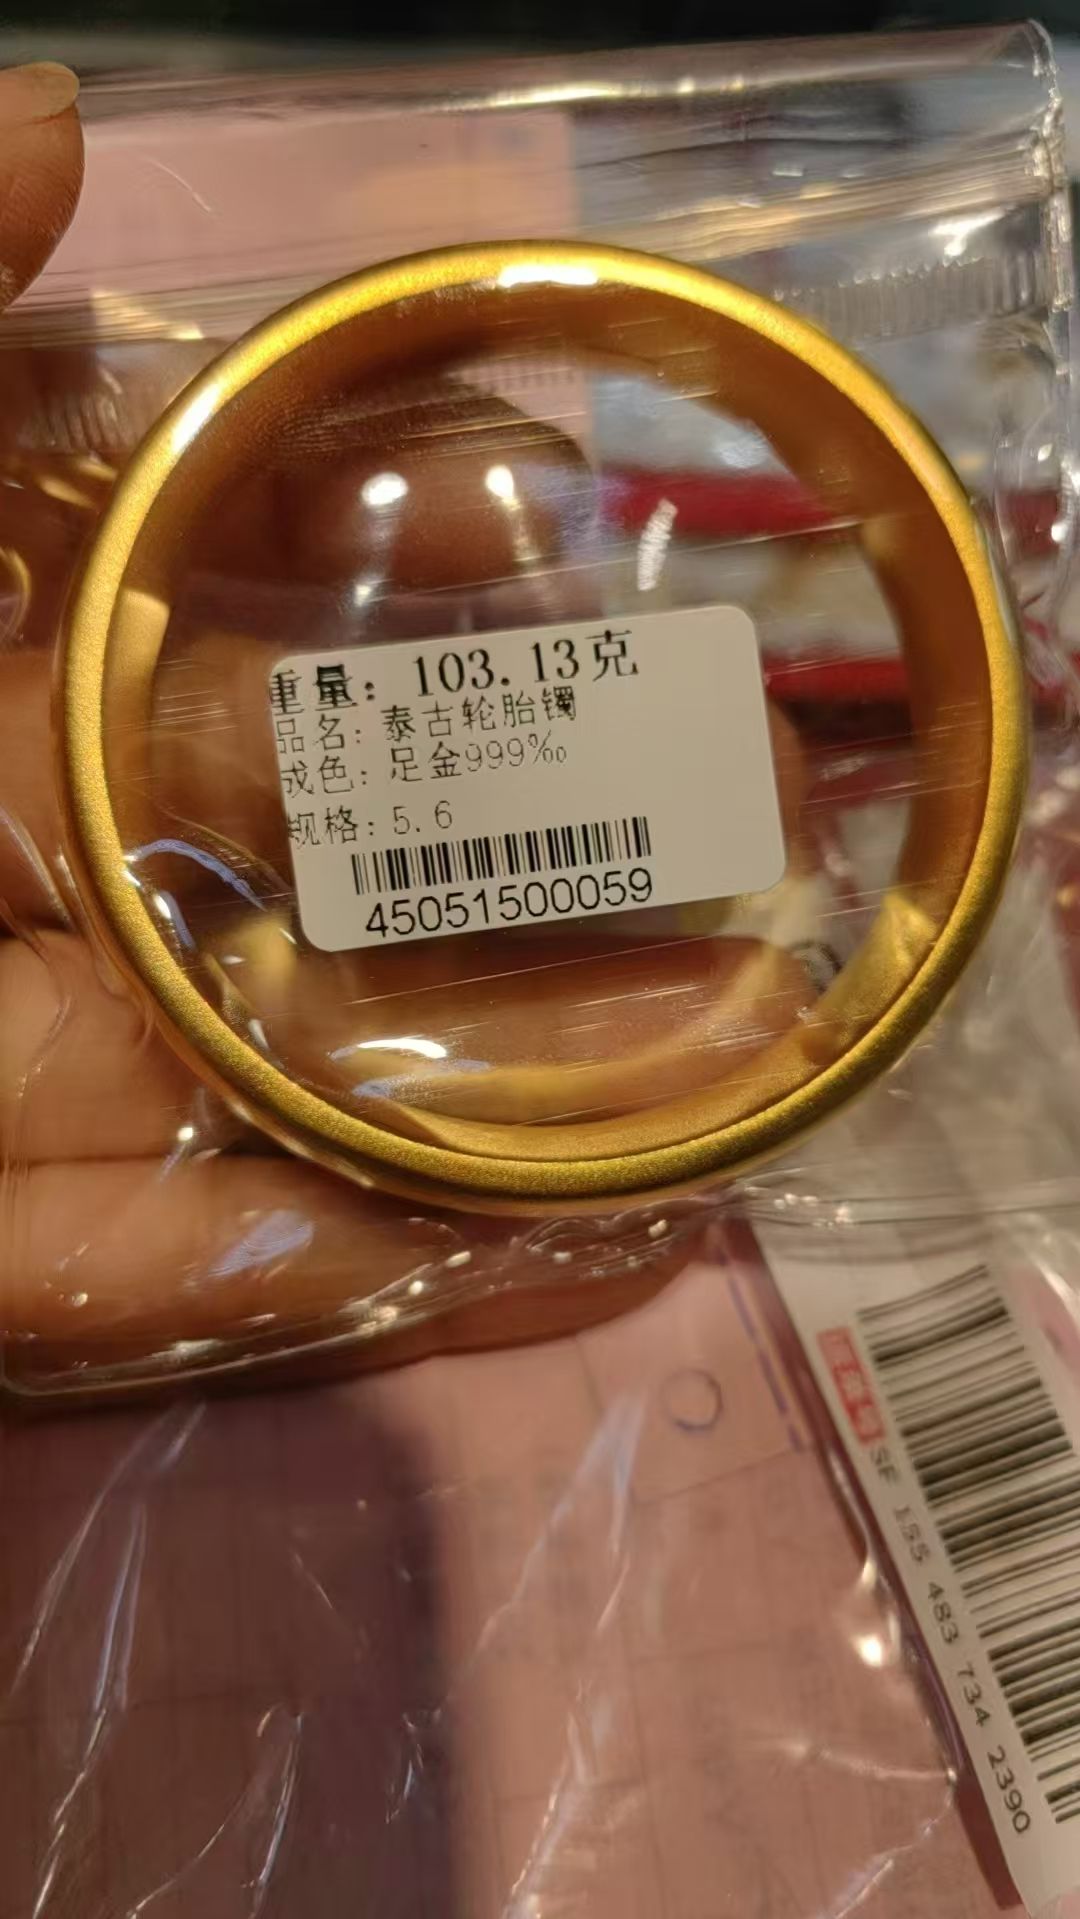 重量: 103.13克
品名: 泰古轮胎镯
成色: 足金999‰
规格: 5.6
45051500059
SF 155 483 734 2390